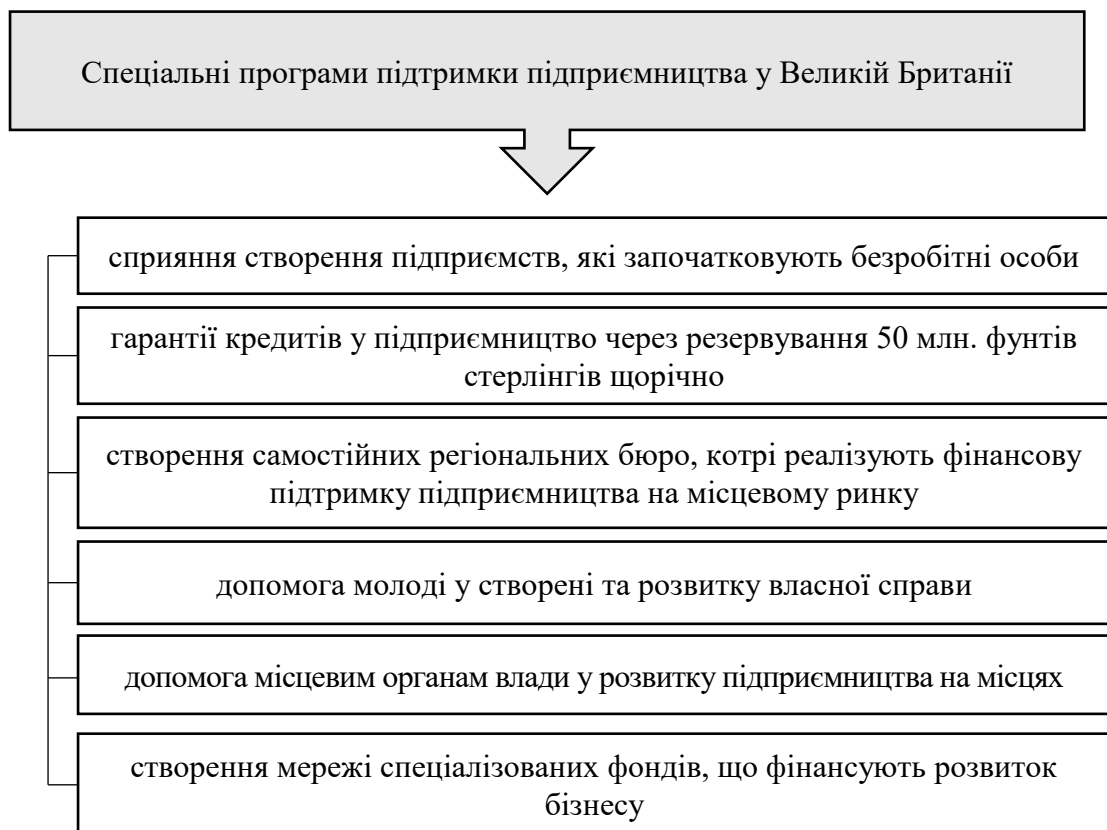 Спеціальні програми підтримки підприємництва у Великій Британії
сприяння створення підприємств, які започатковують безробітні особи
гарантії кредитів у підприємництво через резервування 50 млн. фунтів
стерлінгів щорічно
створення самостійних регіональних бюро, котрі реалізують фінансову
підтримку підприємництва на місцевому ринку
допомога молоді у створені та розвитку власної справи
допомога місцевим органам влади у розвитку підприємництва на місцях
створення мережі спеціалізованих фондів, що фінансують розвиток
бізнесу